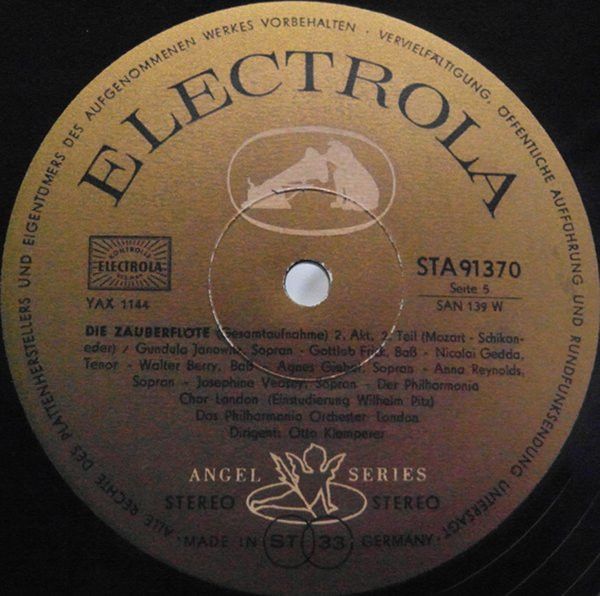 ALLE RECHTE DES PLATTENHERSTELLERS UND EIGENTÜMERS DES AUFGENOMMENEN WERKES VORBEHALTEN · VERVIELFÄLTIGUNG, ÖFFENTLICHE AUFFÜHRUNG UND RUNDFUNKSENDUNG UNTERSAGT
ELECTROLA
KONTROLLE
ELECTROLA
YAX 1144
STA 91370
Seite 5
SAN 139 W
DIE ZAUBERFLÖTE (Gesamtaufnahme) 2. Akt, 2. Teil (Mozart - Schikan-
eder) / Gundula Janowitz, Sopran - Gottlob Frick, Baß - Nicolai Gedda,
Tenor - Walter Berry, Baß - Agnes Giebel, Sopran - Anna Reynolds,
Sopran - Josephine Veasey, Sopran - Der Philharmonia
Chor London (Einstudierung Wilhelm Pitz)
Das Philharmonia Orchester London
Dirigent: Otto Klemperer
ANGEL SERIES
STEREO STEREO
MADE IN ST 33 GERMANY